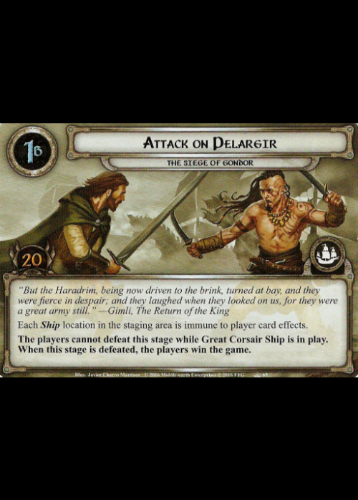 1B
ATTACK ON PELARGIR
THE SIEGE OF GONDOR
20
"But the Haradrim, being now driven to the brink, turned at bay, and they
were fierce in despair; and they laughed when they looked on us, for they were
a great army still." —Gimli, The Return of the King
Each Ship location in the staging area is immune to player card effects.
The players cannot defeat this stage while Great Corsair Ship is in play.
When this stage is defeated, the players win the game.